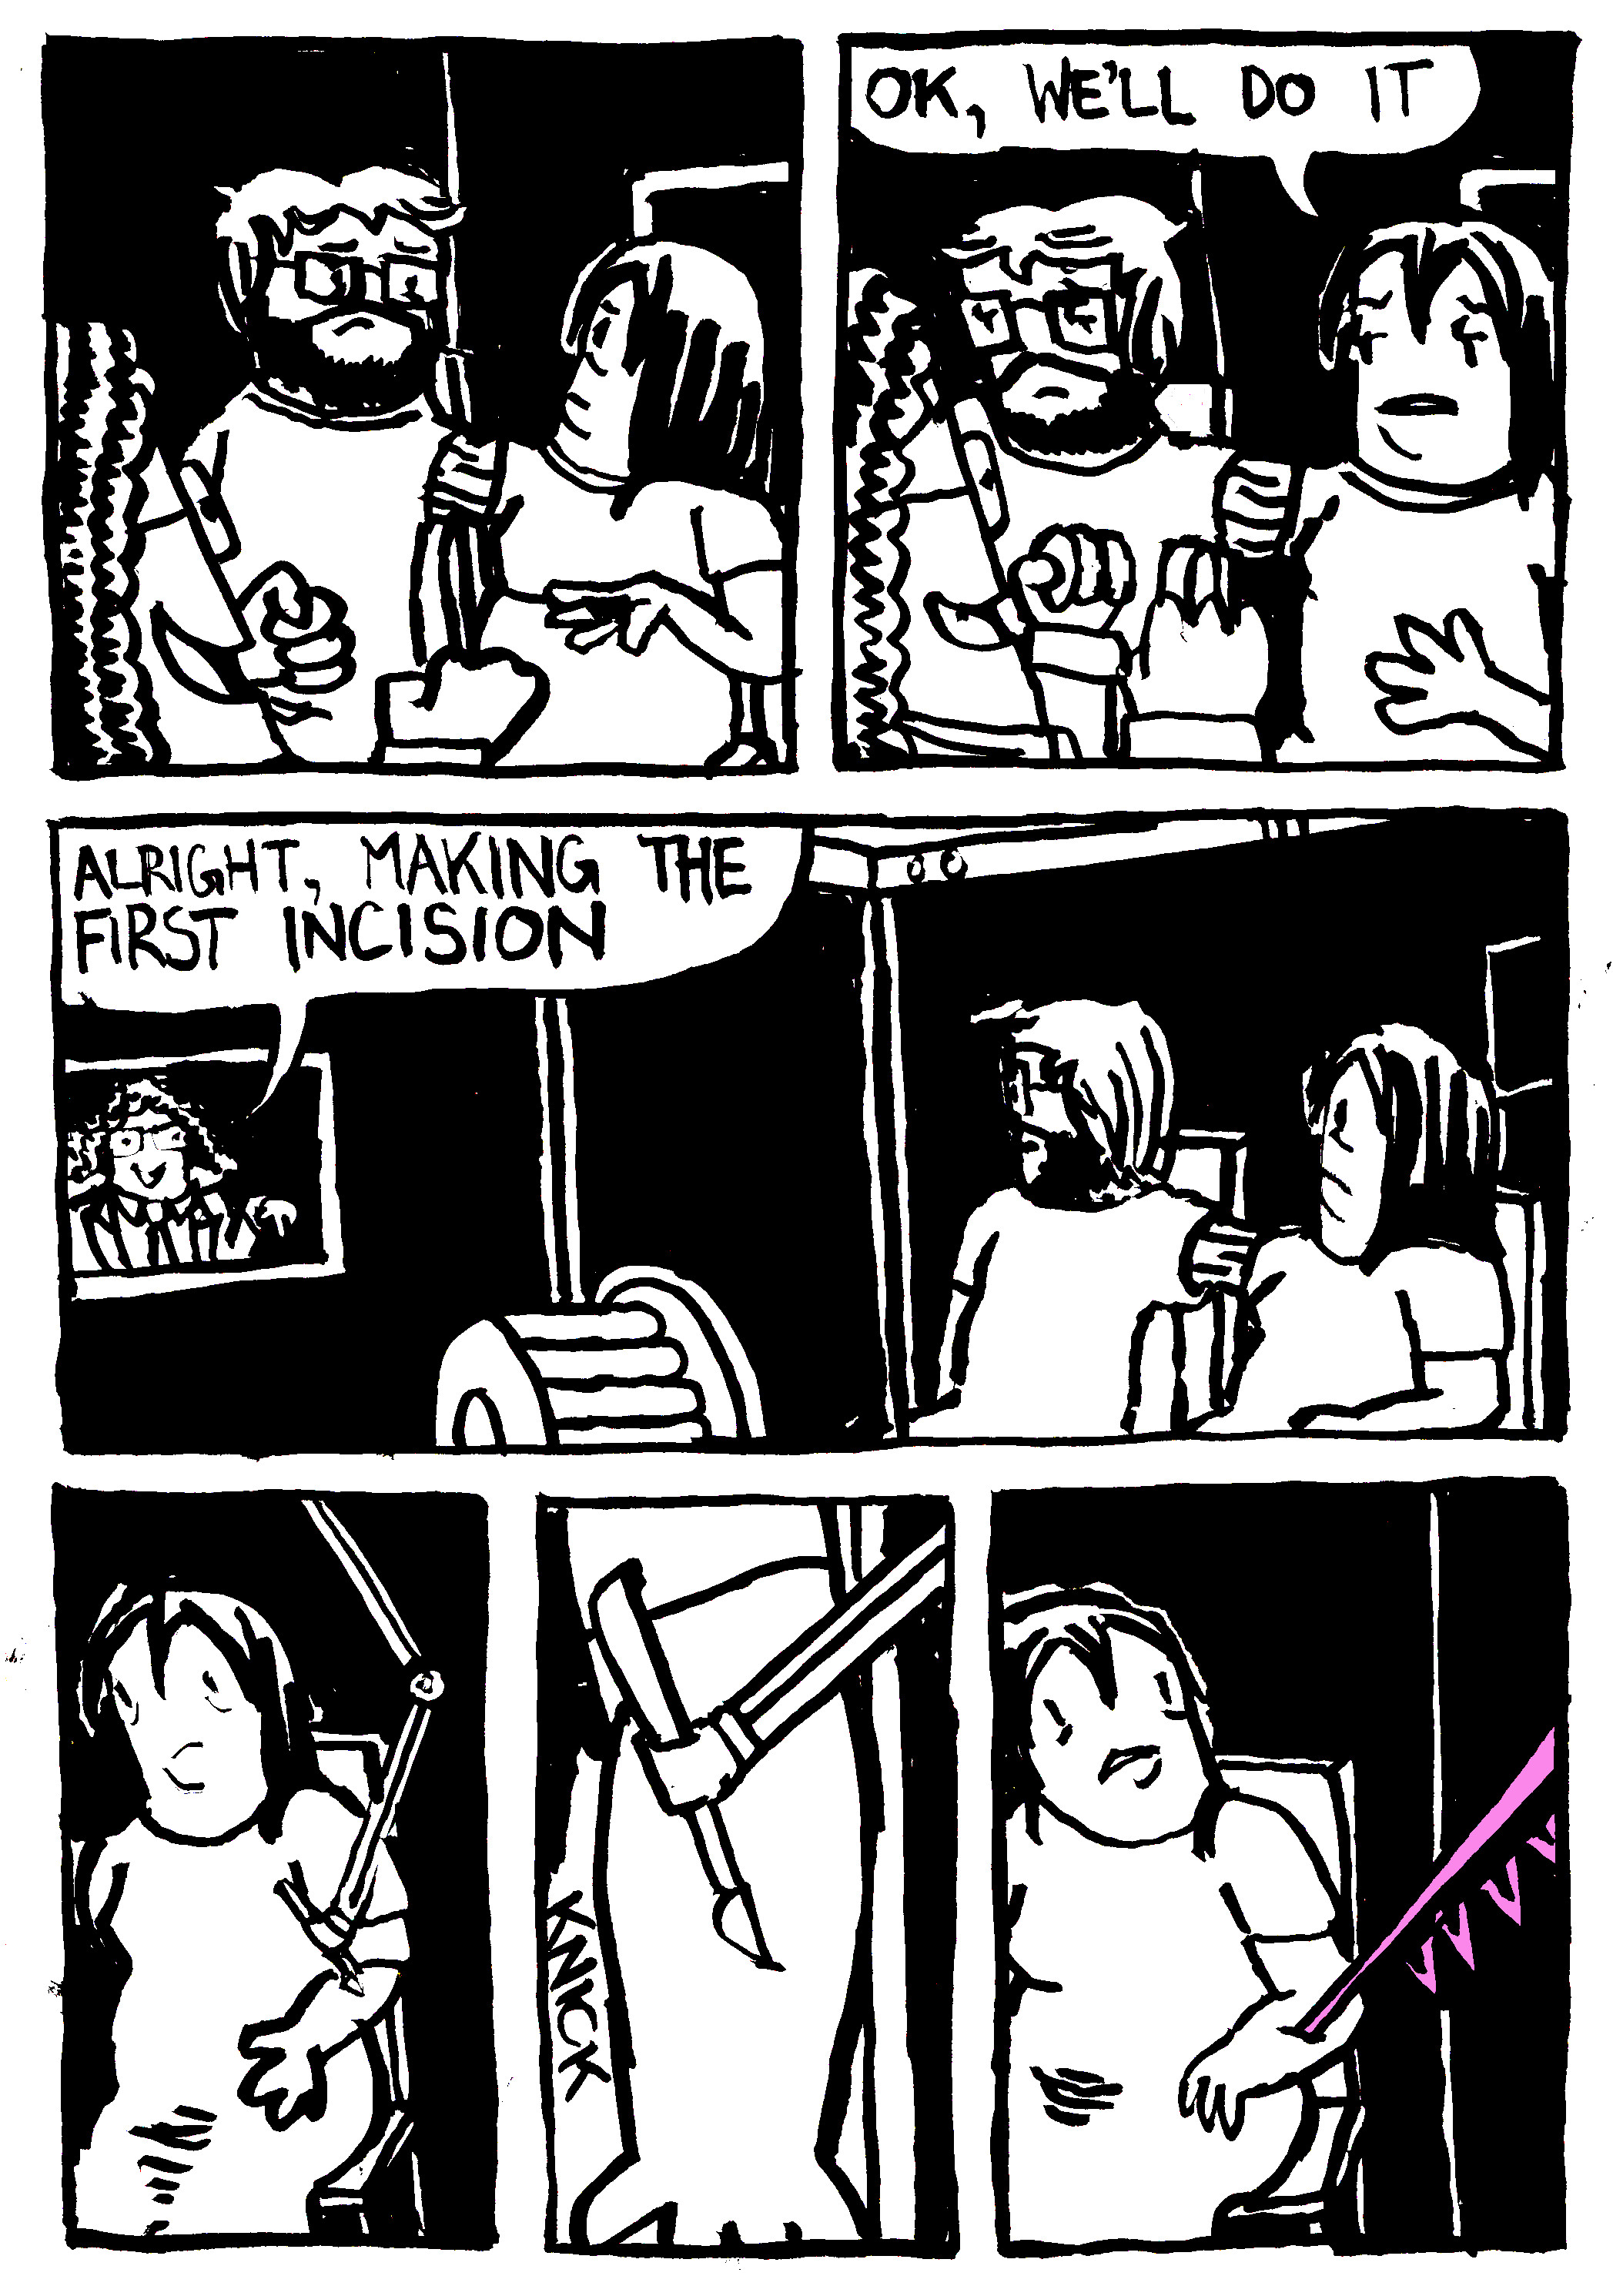 OK, WE'LL DO IT
ALRIGHT, MAKING THE
FIRST INCISION
KNICK